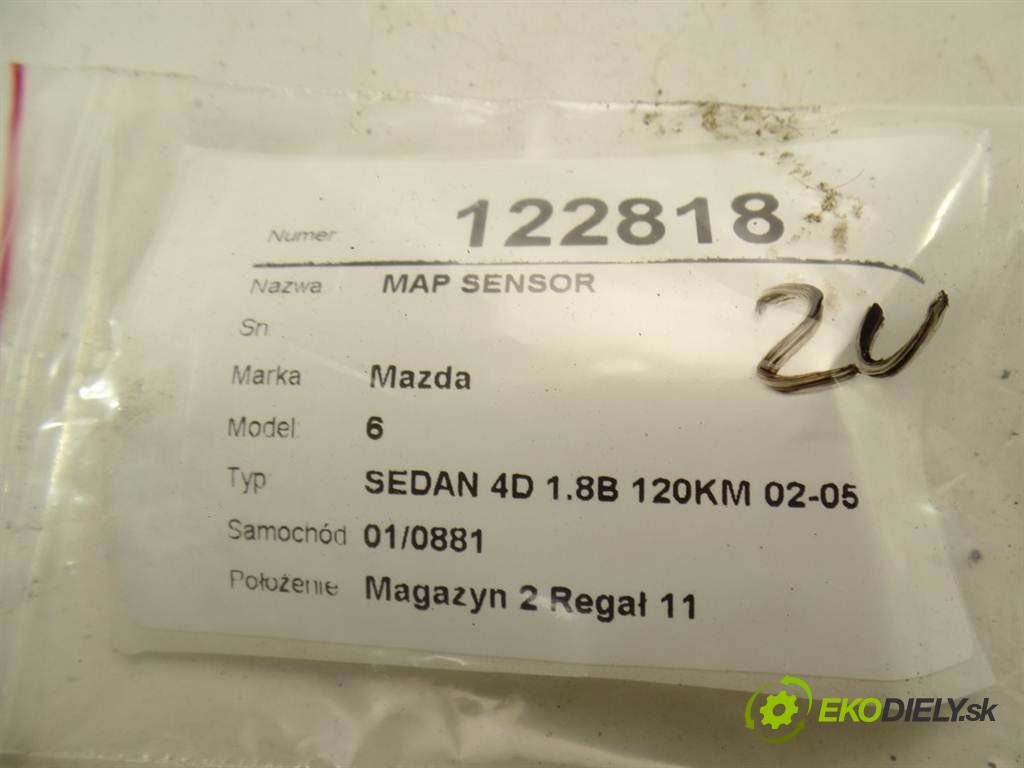 Numer 122818
Nazwa MAP SENSOR
Sn
Marka Mazda
Model: 6
Typ SEDAN 4D 1.8B 120KM 02-05
Samochód 01/0881
Położenie Magazyn 2 Regał 11
EKODIELY.sk